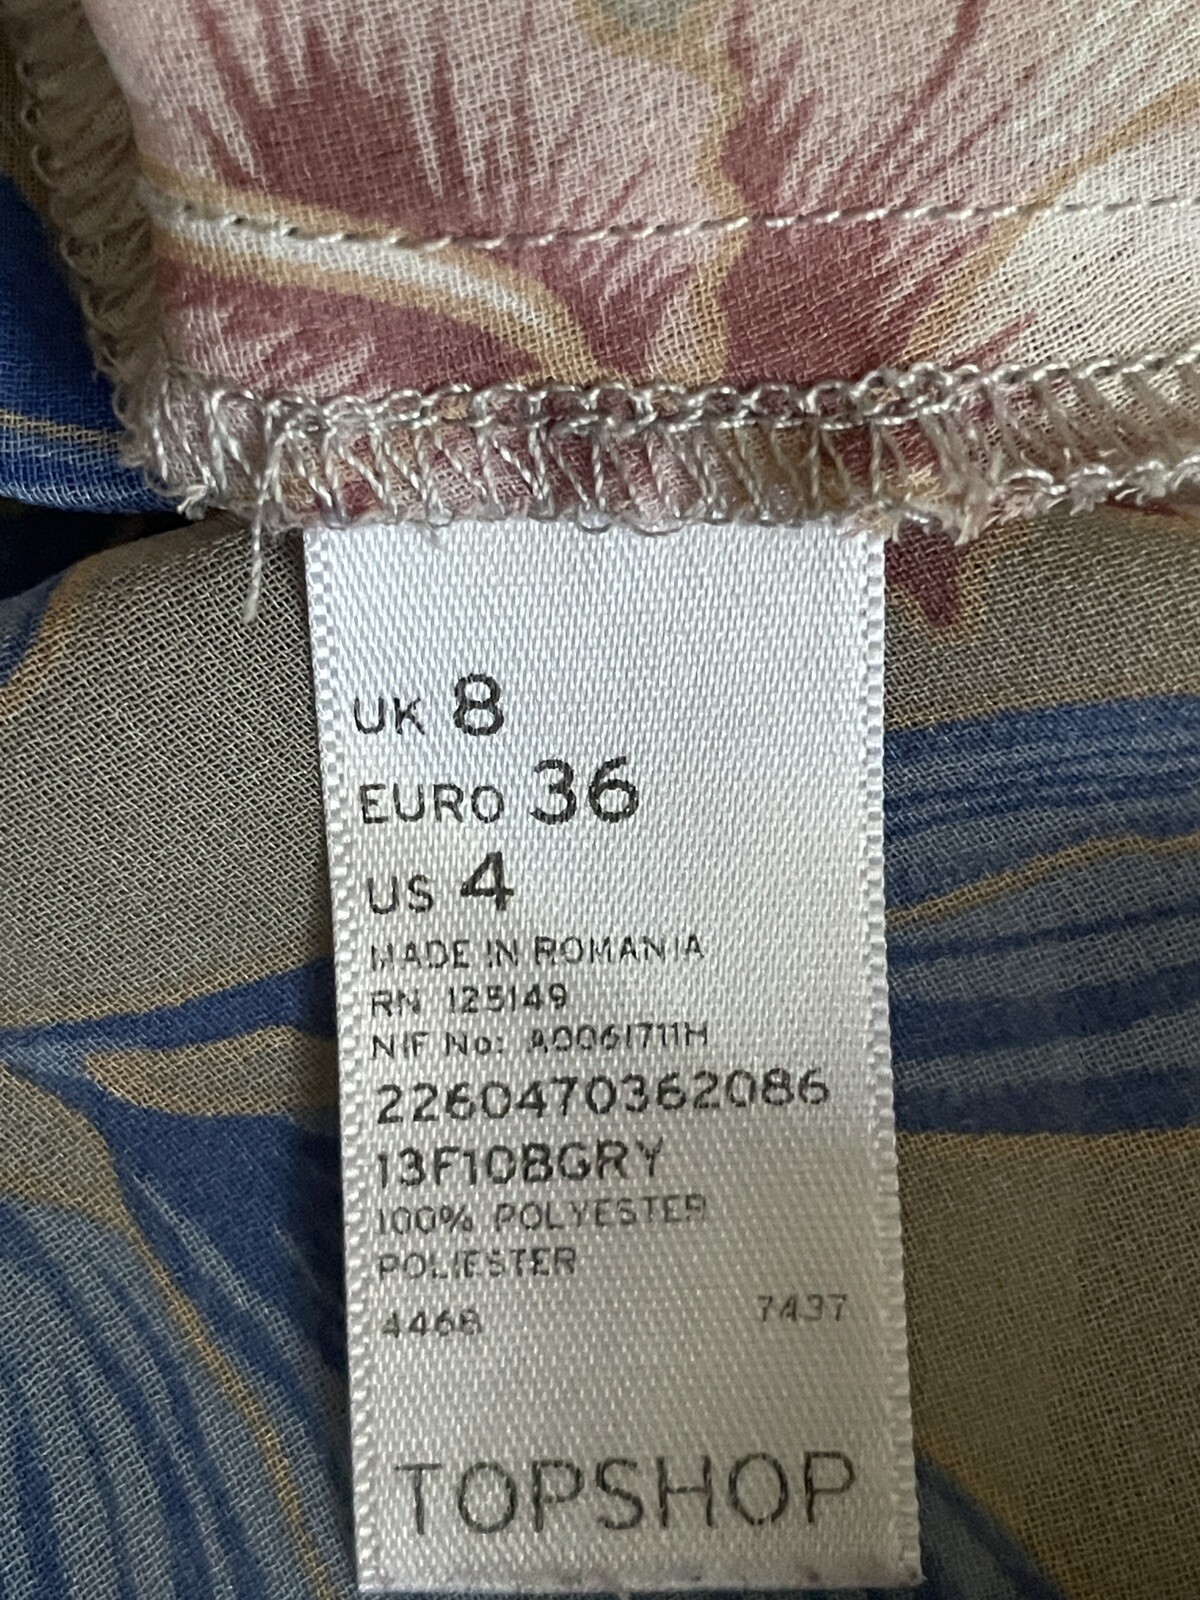 UK 8
EURO 36
US 4
MADE IN ROMANIA
RN 125149
NIF No: A0061711H
2260470362086
13F10BGRY
100% POLYESTER
POLIESTER
4468 7437
TOPSHOP